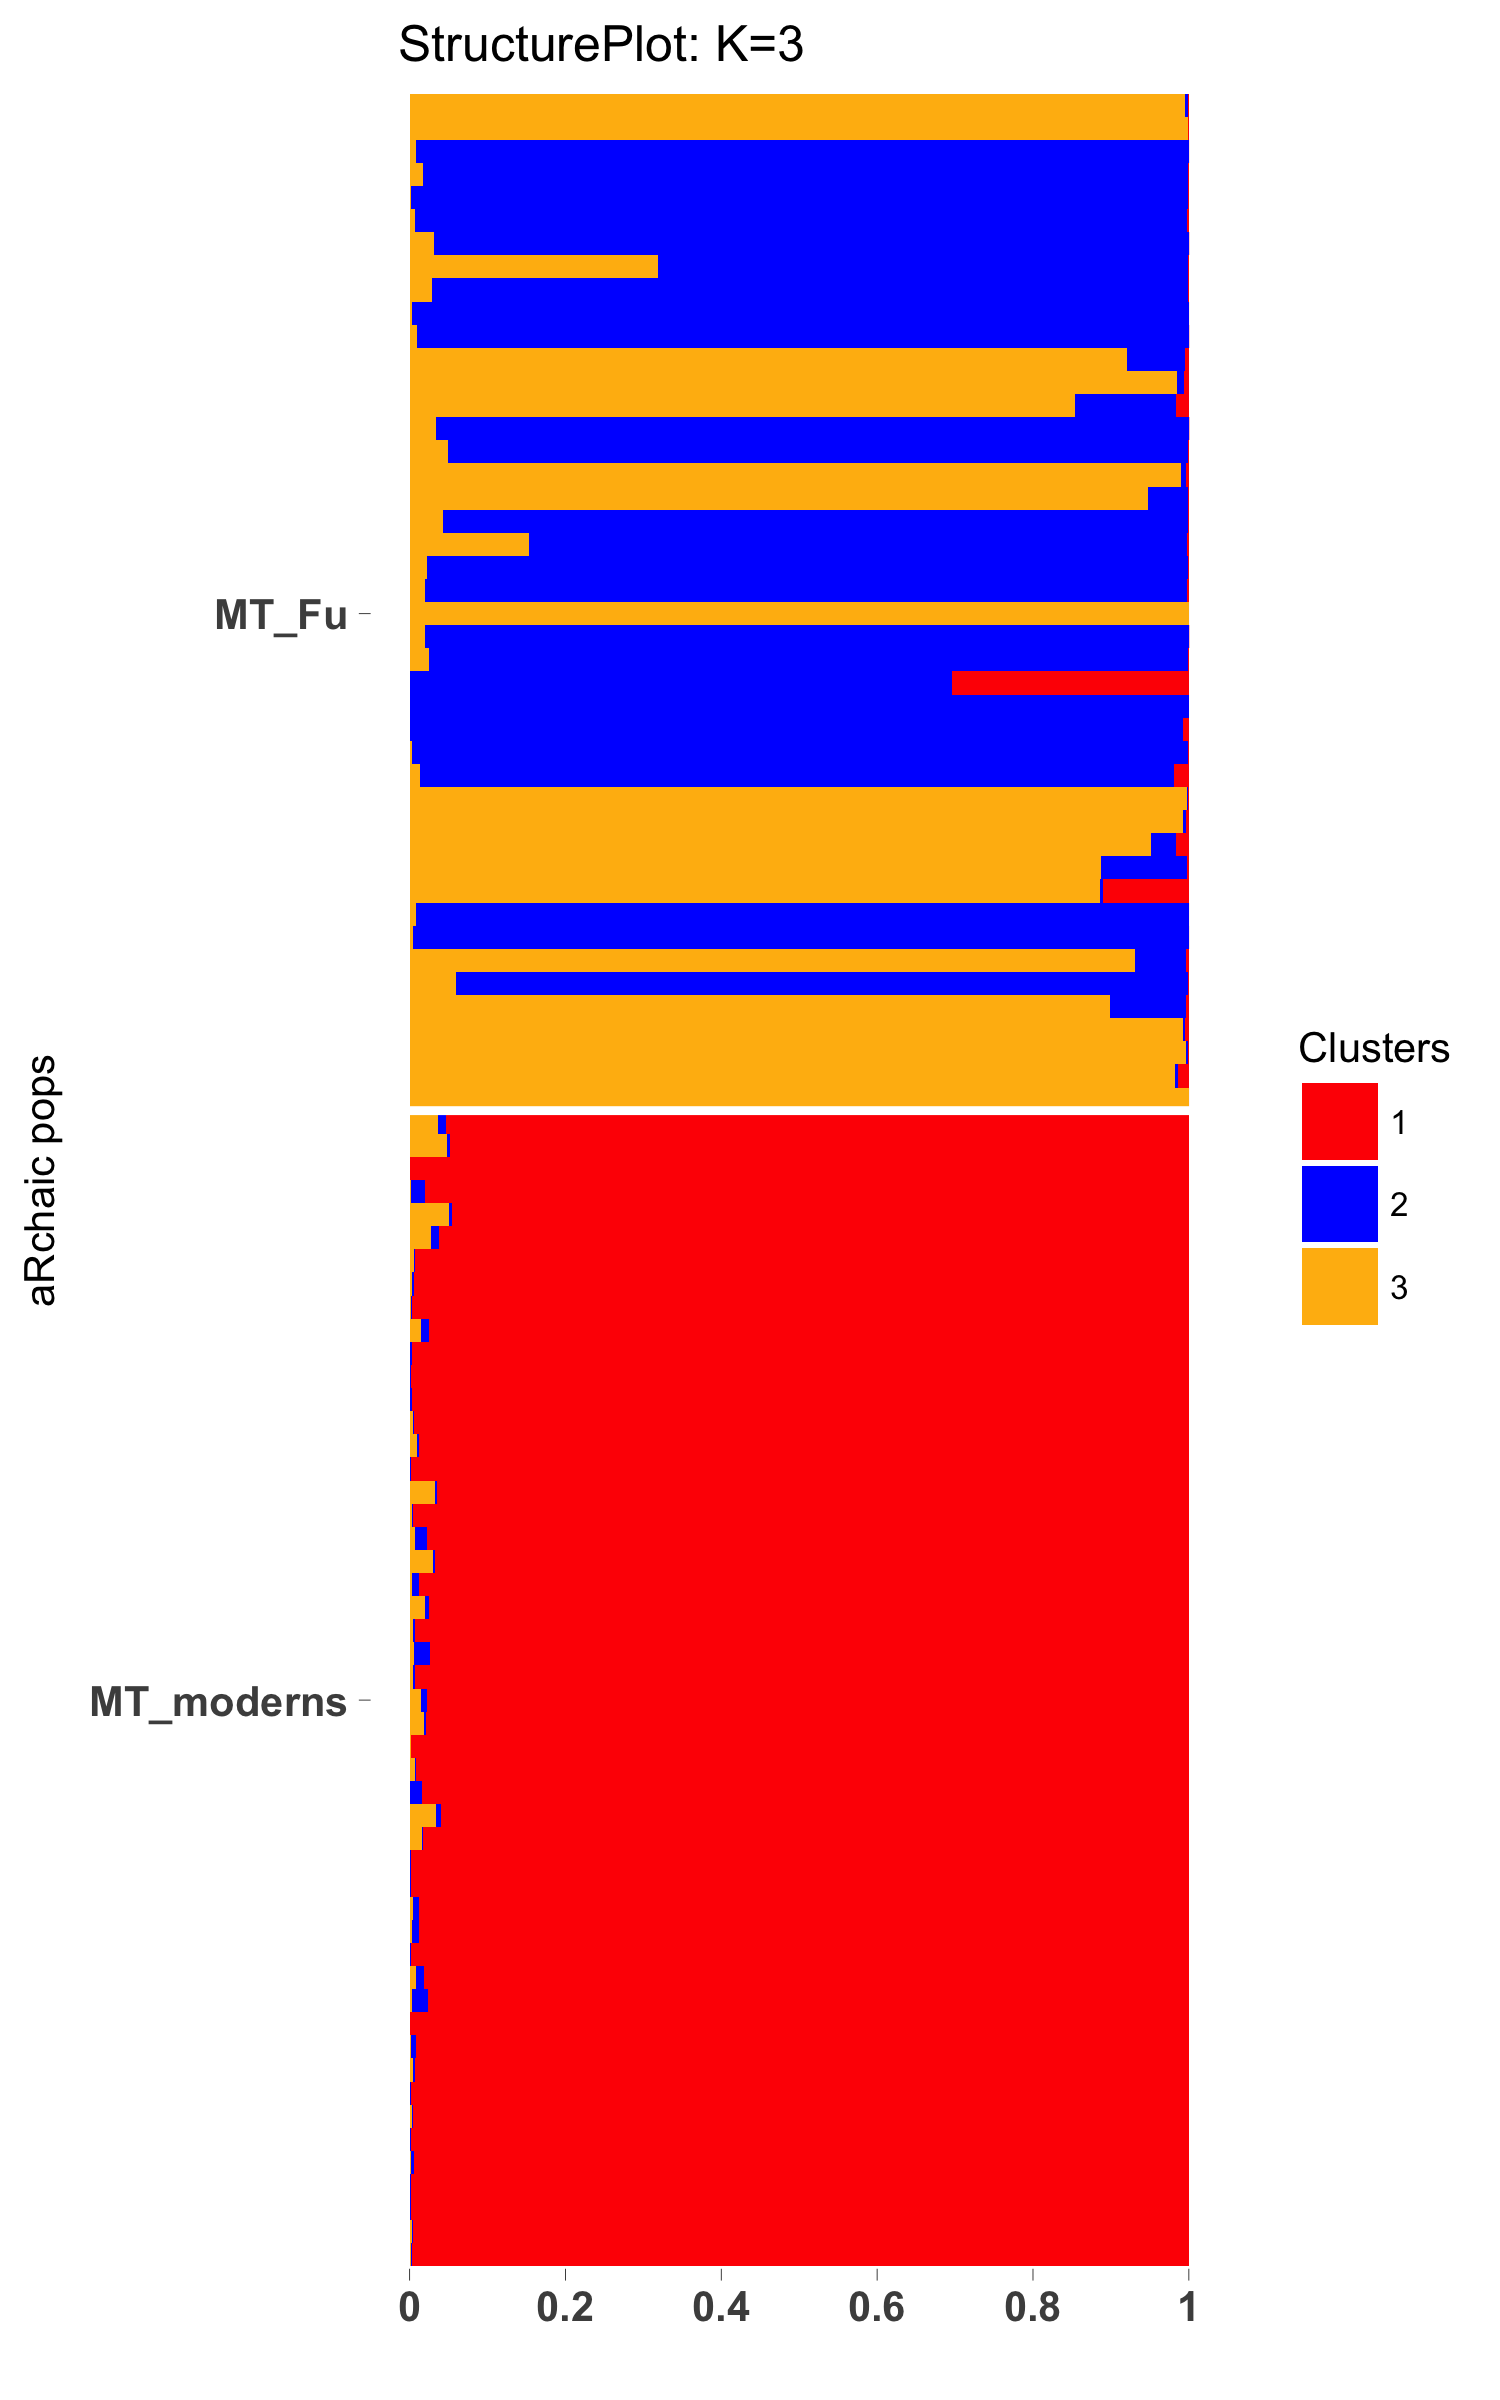 StructurePlot: K=3
MT_Fu
MT_moderns
aRchaic pops
Clusters
1
2
3
0 0.2 0.4 0.6 0.8 1